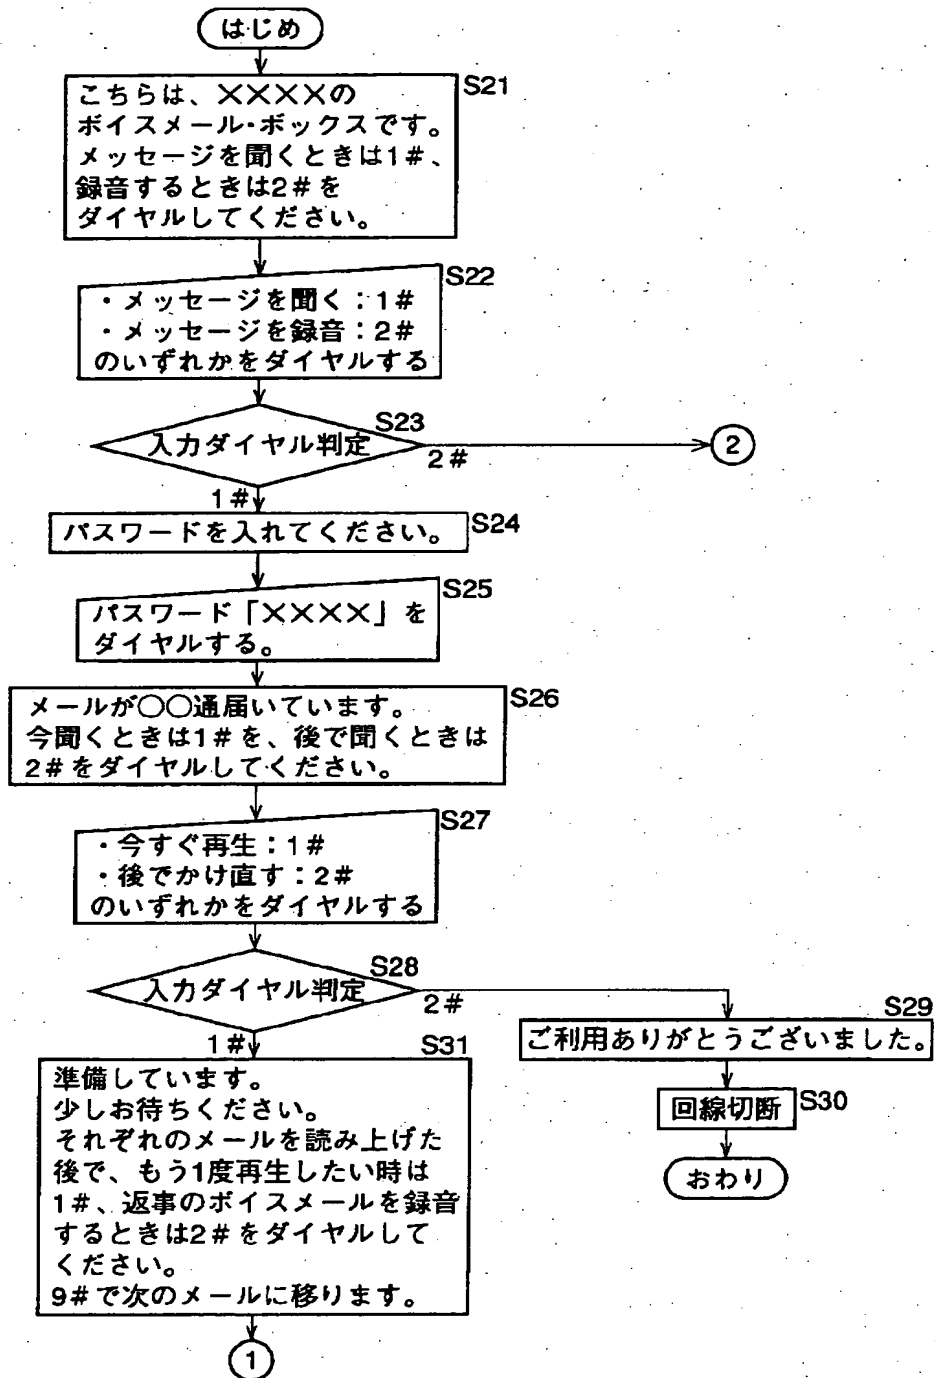 はじめ
S21
こちらは、××××の
ボイスメール・ボックスです。
メッセージを聞くときは1#、
録音するときは2#を
ダイヤルしてください。
S22
・メッセージを聞く：1#
・メッセージを録音：2#
のいずれかをダイヤルする
S23
入力ダイヤル判定
2#
2
1#
パスワードを入れてください。
S24
S25
パスワード「××××」を
ダイヤルする。
S26
メールが○○通届いています。
今聞くときは1#を、後で聞くときは
2#をダイヤルしてください。
S27
・今すぐ再生：1#
・後でかけ直す：2#
のいずれかをダイヤルする
S28
入力ダイヤル判定
2#
S29
ご利用ありがとうございました。
回線切断
S30
おわり
1#
S31
準備しています。
少しお待ちください。
それぞれのメールを読み上げた
後で、もう1度再生したい時は
1#、返事のボイスメールを録音
するときは2#をダイヤルして
ください。
9#で次のメールに移ります。
1